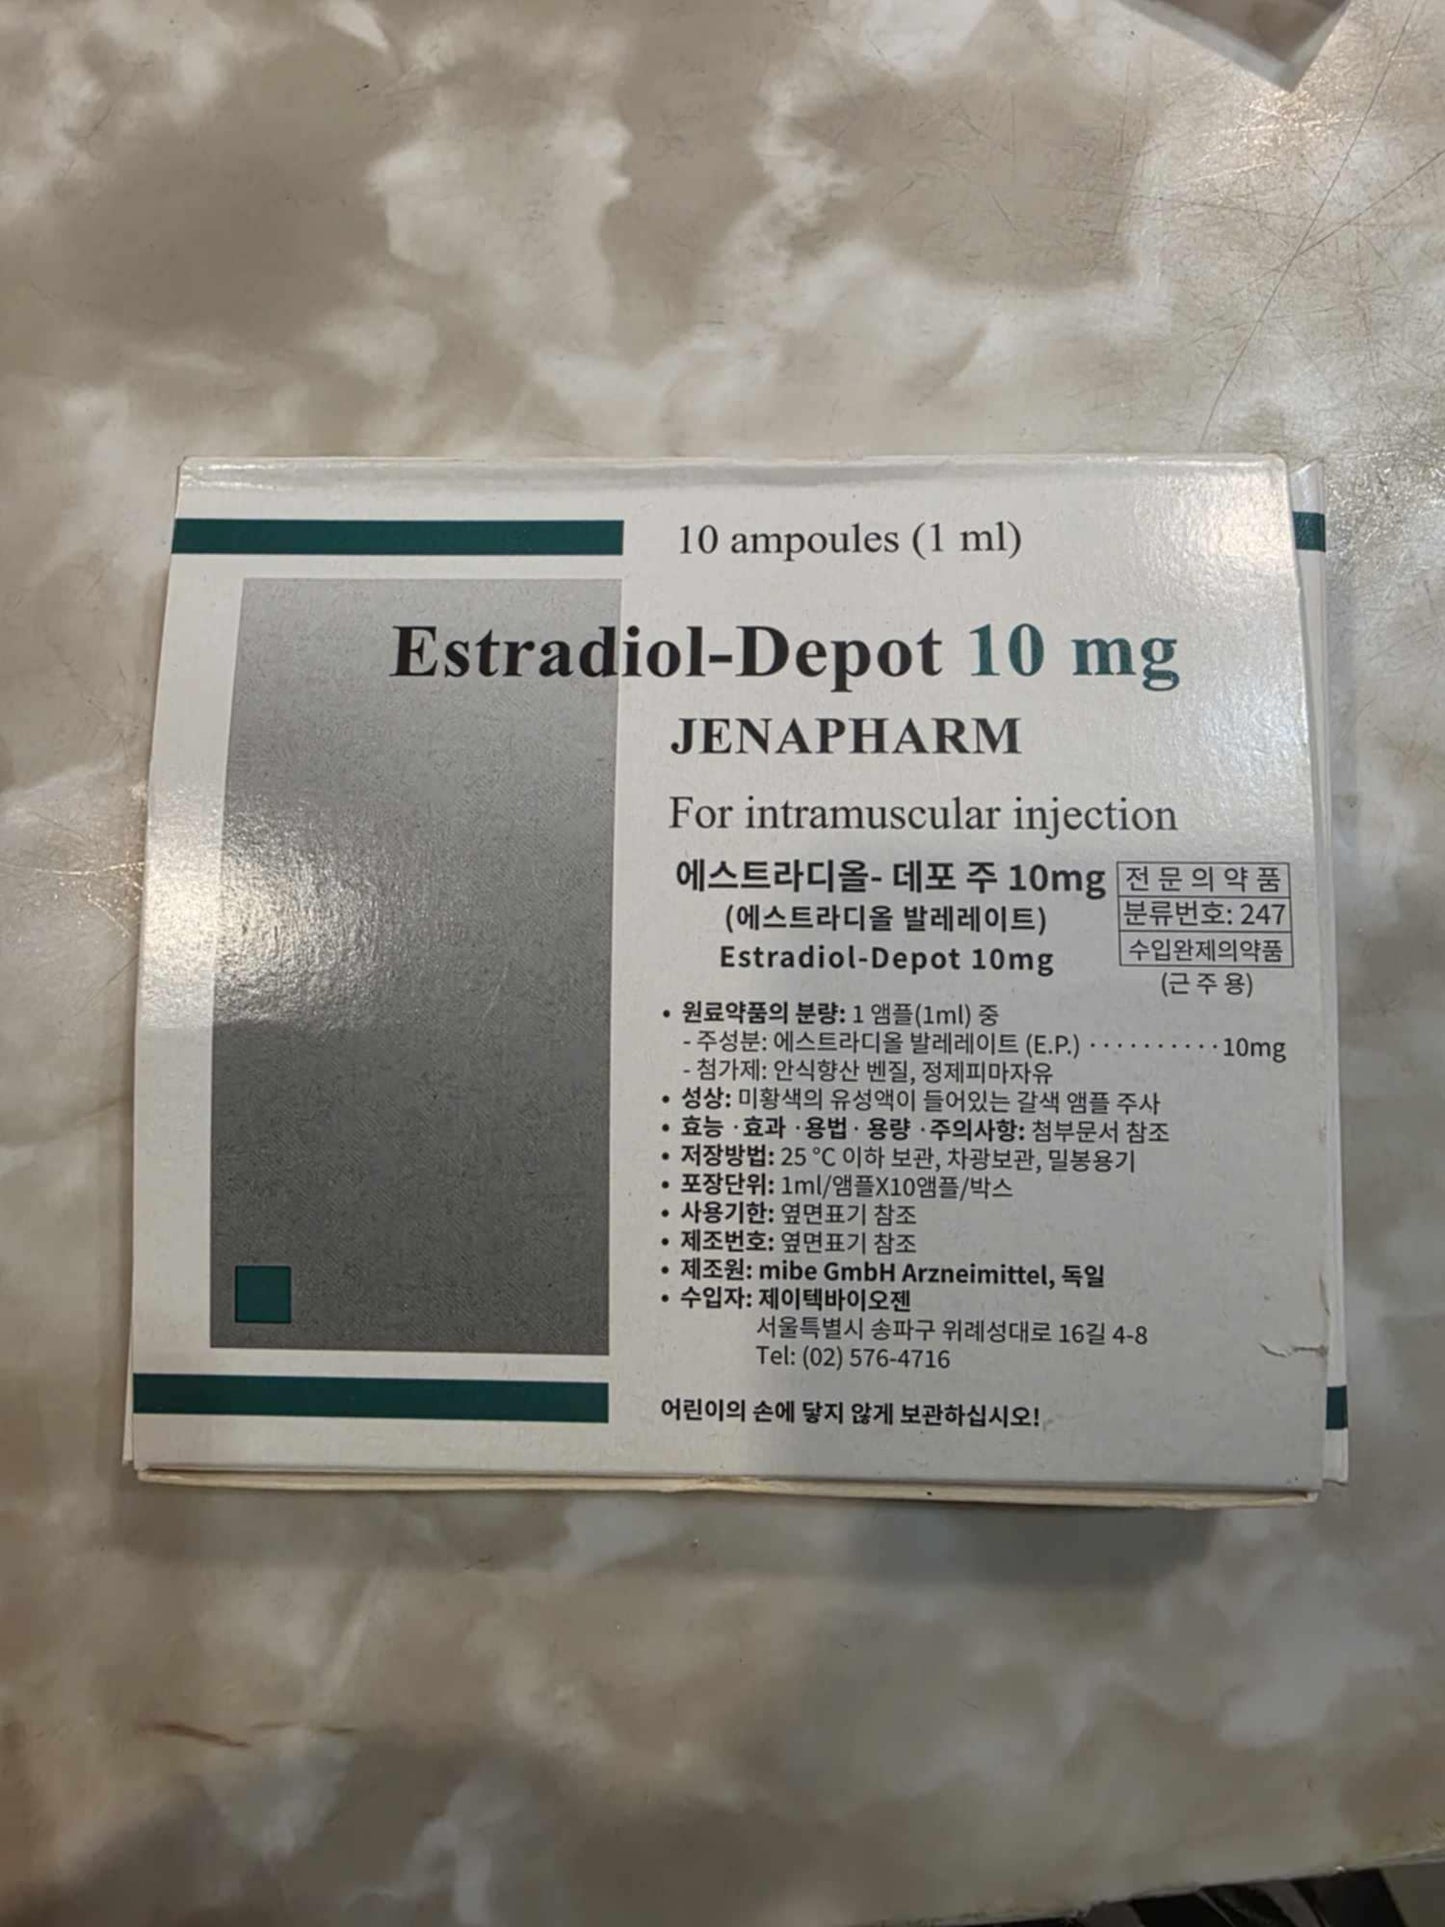 10 ampoules (1 ml)
Estradiol-Depot 10 mg
JENAPHARM
For intramuscular injection
에스트라디올- 데포 주 10mg
(에스트라디올 발레레이트)
Estradiol-Depot 10mg
전 문 의 약 품
분류번호: 247
수입완제의약품
(근 주 용)
• 원료약품의 분량: 1 앰플(1ml) 중
- 주성분: 에스트라디올 발레레이트 (E.P.) ·········· 10mg
- 첨가제: 안식향산 벤질, 정제피마자유
• 성상: 미황색의 유성액이 들어있는 갈색 앰플 주사
• 효능 · 효과 · 용법 · 용량 · 주의사항: 첨부문서 참조
• 저장방법: 25 °C 이하 보관, 차광보관, 밀봉용기
• 포장단위: 1ml/앰플X10앰플/박스
• 사용기한: 옆면표기 참조
• 제조번호: 옆면표기 참조
• 제조원: mibe GmbH Arzneimittel, 독일
• 수입자: 제이텍바이오젠
서울특별시 송파구 위례성대로 16길 4-8
Tel: (02) 576-4716
어린이의 손에 닿지 않게 보관하십시오!